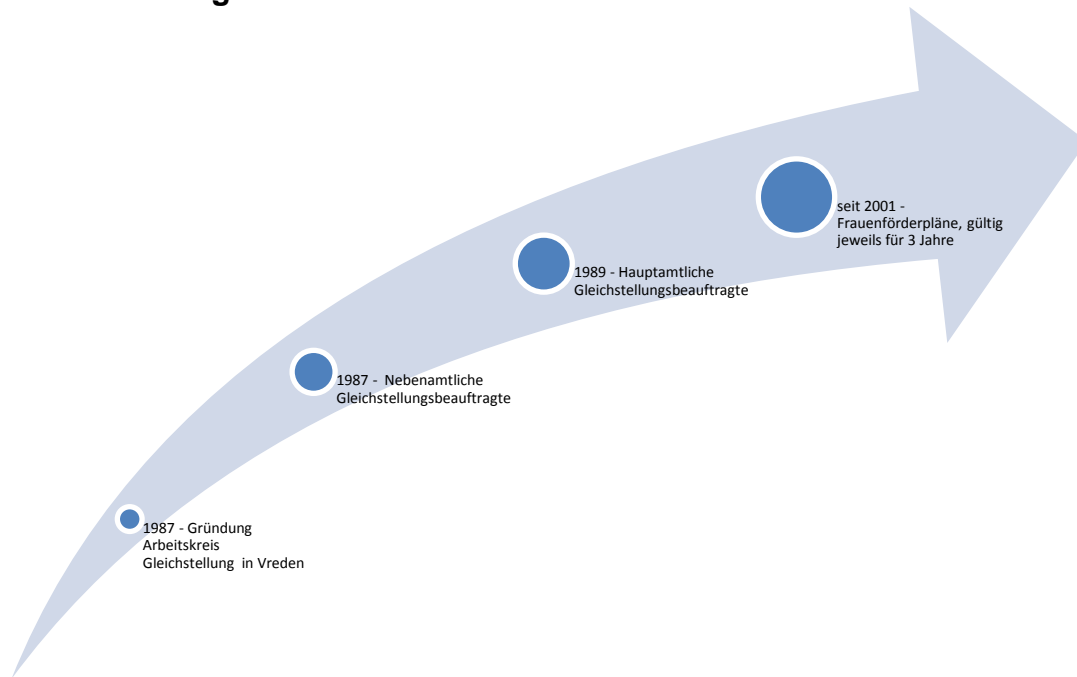 1987 - Gründung
Arbeitskreis
Gleichstellung  in Vreden
1987 -  Nebenamtliche
Gleichstellungsbeauftragte
1989 - Hauptamtliche
Gleichstellungsbeauftragte
seit 2001 -
Frauenförderpläne, gültig
jeweils für 3 Jahre